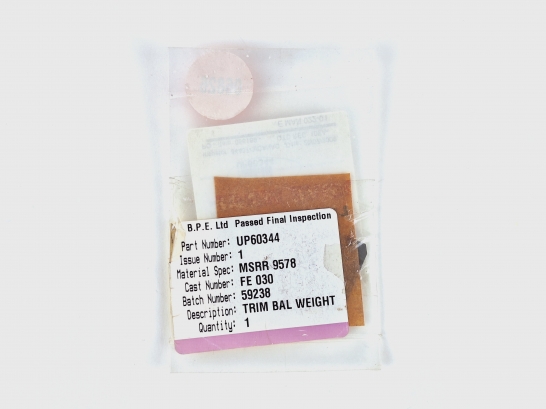 B.P.E. Ltd Passed Final Inspection
Part Number: UP60344
Issue Number: 1
Material Spec: MSRR 9578
Cast Number: FE 030
Batch Number: 59238
Description: TRIM BAL WEIGHT
Quantity: 1